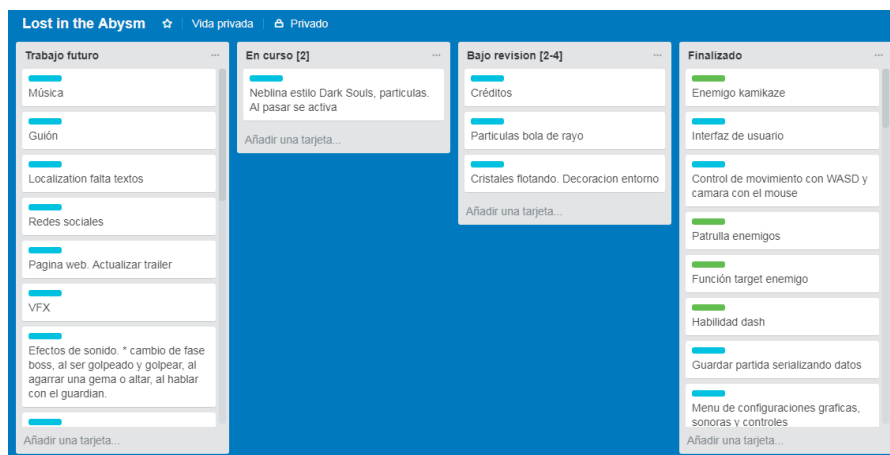 Lost in the Abysm ☆ Vida privada Privado
Trabajo futuro ...
Música
Guión
Localization falta textos
Redes sociales
Pagina web. Actualizar trailer
VFX
Efectos de sonido. * cambio de fase
boss, al ser golpeado y golpear, al
agarrar una gema o altar, al hablar
con el guardian.
Añadir una tarjeta...
En curso [2] ...
Neblina estilo Dark Souls, particulas.
Al pasar se activa
Añadir una tarjeta...
Bajo revision [2-4] ...
Créditos
Particulas bola de rayo
Cristales flotando. Decoracion entorno
Añadir una tarjeta...
Finalizado ...
Enemigo kamikaze
Interfaz de usuario
Control de movimiento con WASD y
camara con el mouse
Patrulla enemigos
Función target enemigo
Habilidad dash
Guardar partida serializando datos
Menu de configuraciones graficas,
sonoras y controles
Añadir una tarjeta...